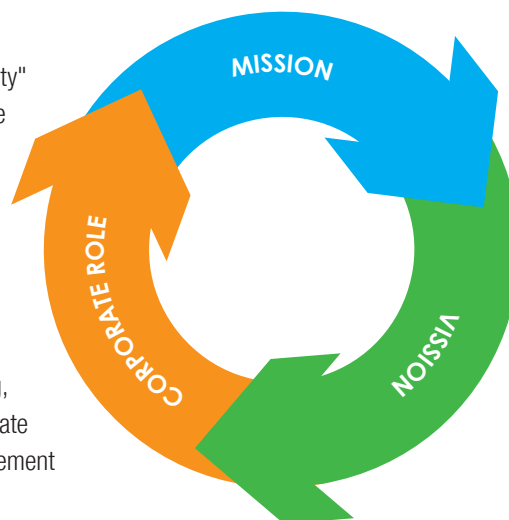 ty"
e
MISSION
VISSION
CORPORATE ROLE
,
ate
ement